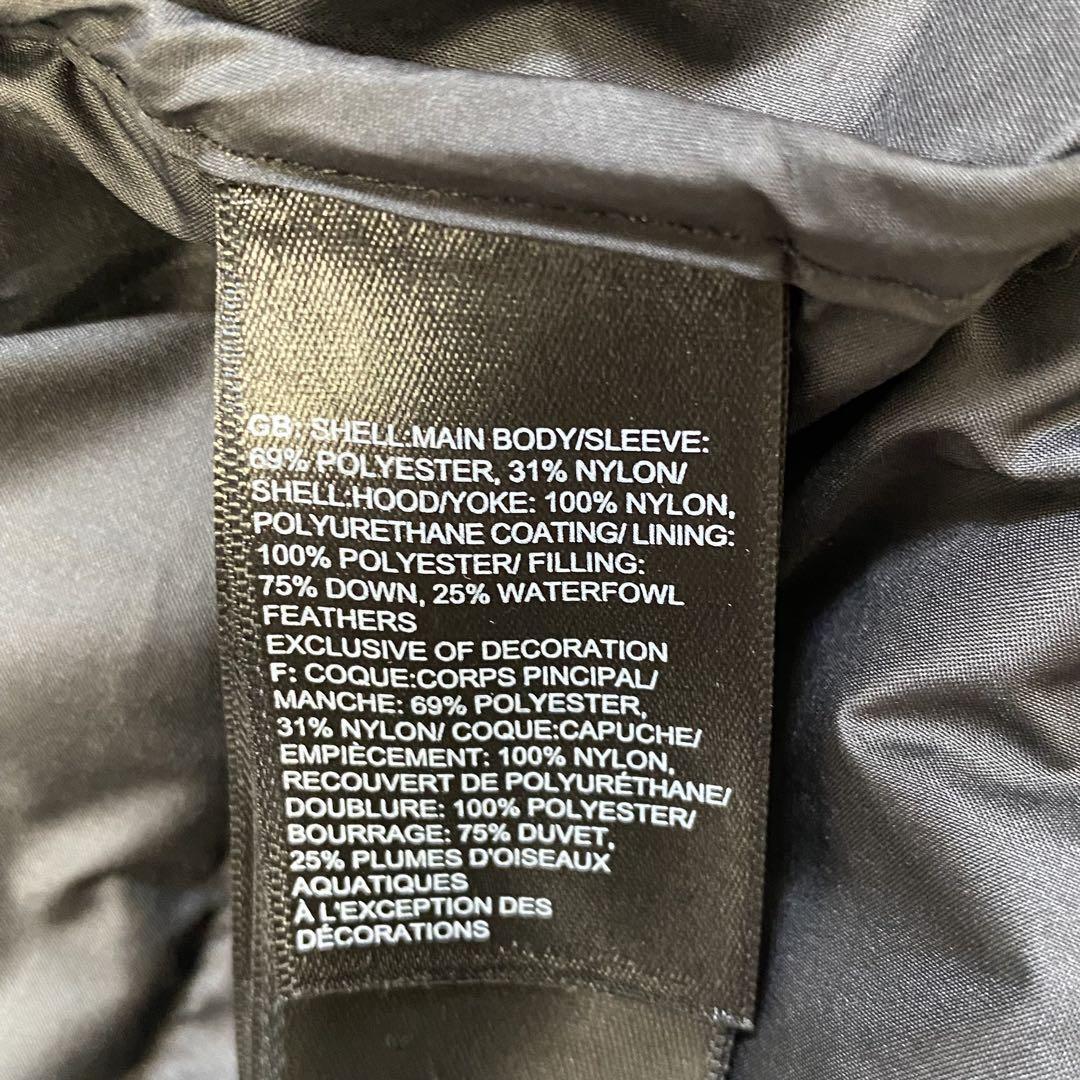 GB: SHELL:MAIN BODY/SLEEVE:
69% POLYESTER, 31% NYLON/
SHELL:HOOD/YOKE: 100% NYLON,
POLYURETHANE COATING/ LINING:
100% POLYESTER/ FILLING:
75% DOWN, 25% WATERFOWL
FEATHERS
EXCLUSIVE OF DECORATION
F: COQUE:CORPS PINCIPAL/
MANCHE: 69% POLYESTER,
31% NYLON/ COQUE:CAPUCHE/
EMPIÈCEMENT: 100% NYLON,
RECOUVERT DE POLYURÉTHANE/
DOUBLURE: 100% POLYESTER/
BOURRAGE: 75% DUVET,
25% PLUMES D'OISEAUX
AQUATIQUES
À L'EXCEPTION DES
DÉCORATIONS